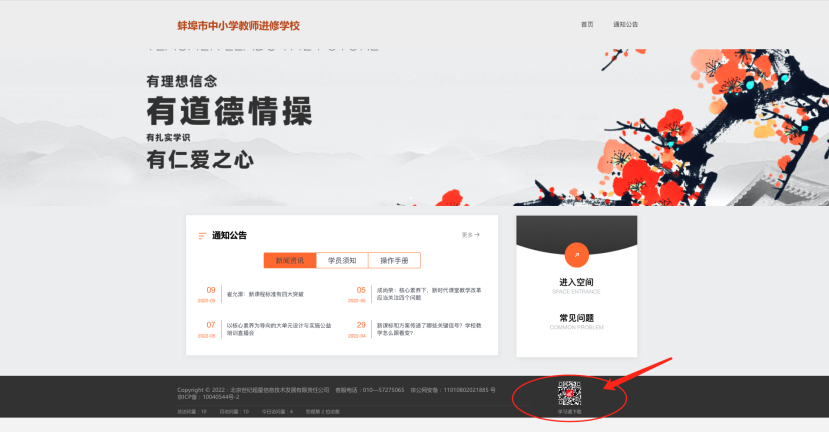 蚌埠市中小学教师进修学校
首页 通知公告
有理想信念
有道德情操
有扎实学识
有仁爱之心
通知公告
更多
新闻资讯 学员须知 操作手册
09
2022-05
崔允漷：新课程标准有四大突破
05
2022-05
成尚荣：核心素养下，新时代课堂教学改革
应当关注四个问题
07
2022-05
以核心素养为导向的大单元设计与实施公益
培训直播会
29
2022-04
新课标和方案传递了哪些关键信号？学校教
学怎么跟着变？
进入空间
SPACE ENTRANCE
常见问题
COMMON PROBLEM
Copyright © 2022：北京世纪超星信息技术发展有限责任公司 客服电话：010—57275065 京公网安备：11010802021885 号
京ICP备：10040544号-2
总访问量：19 日访问量：19 今日访问量：4
学习通下载